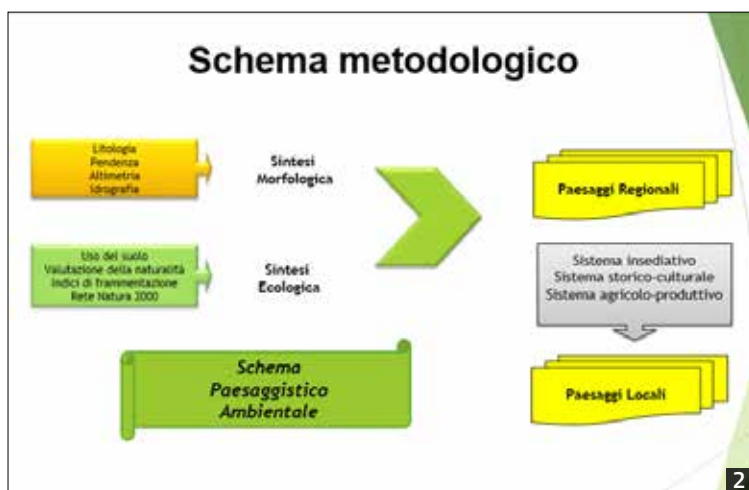 Schema metodologico
Litologia
Pendenza
Altimetria
Idrografia
Sintesi
Morfologica
Uso del suolo
Valutazione della naturalità
Indici di frammentazione
Rete Natura 2000
Sintesi
Ecologica
Schema
Paesaggistico
Ambientale
Paesaggi Regionali
Sistema insediativo
Sistema storico-culturale
Sistema agricolo-produttivo
Paesaggi Locali
2